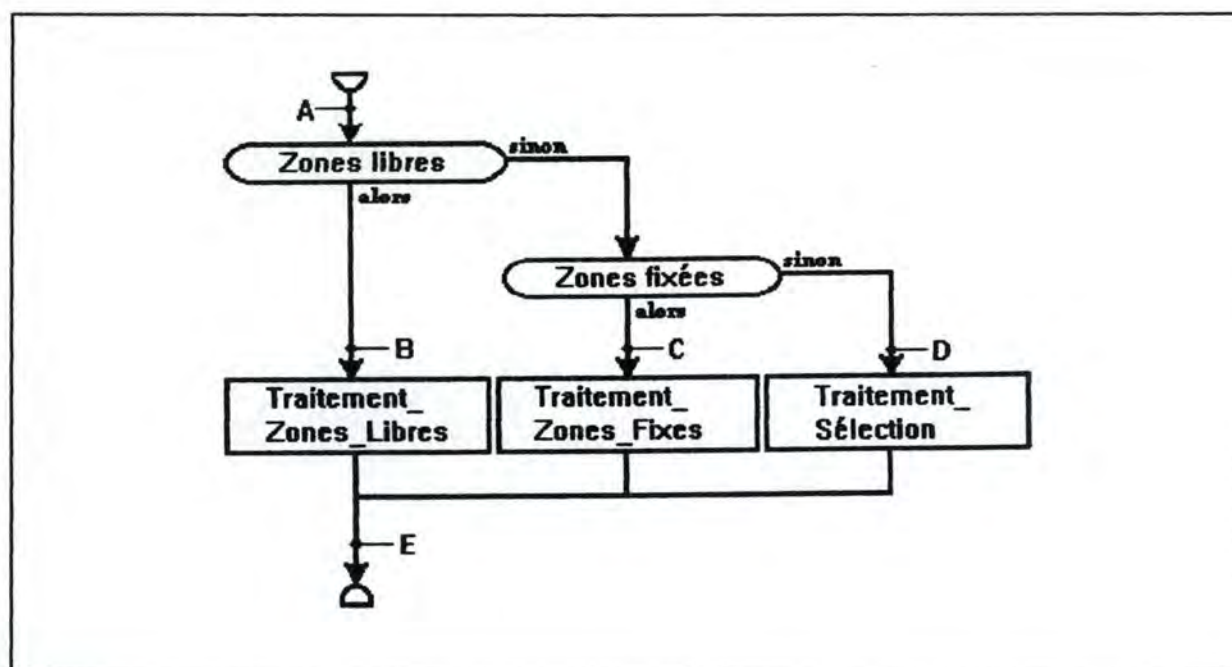 A
Zones libres
sinon
alors
Zones fixées
sinon
alors
B
C
D
Traitement_
Zones_Libres
Traitement_
Zones_Fixes
Traitement_
Sélection
E